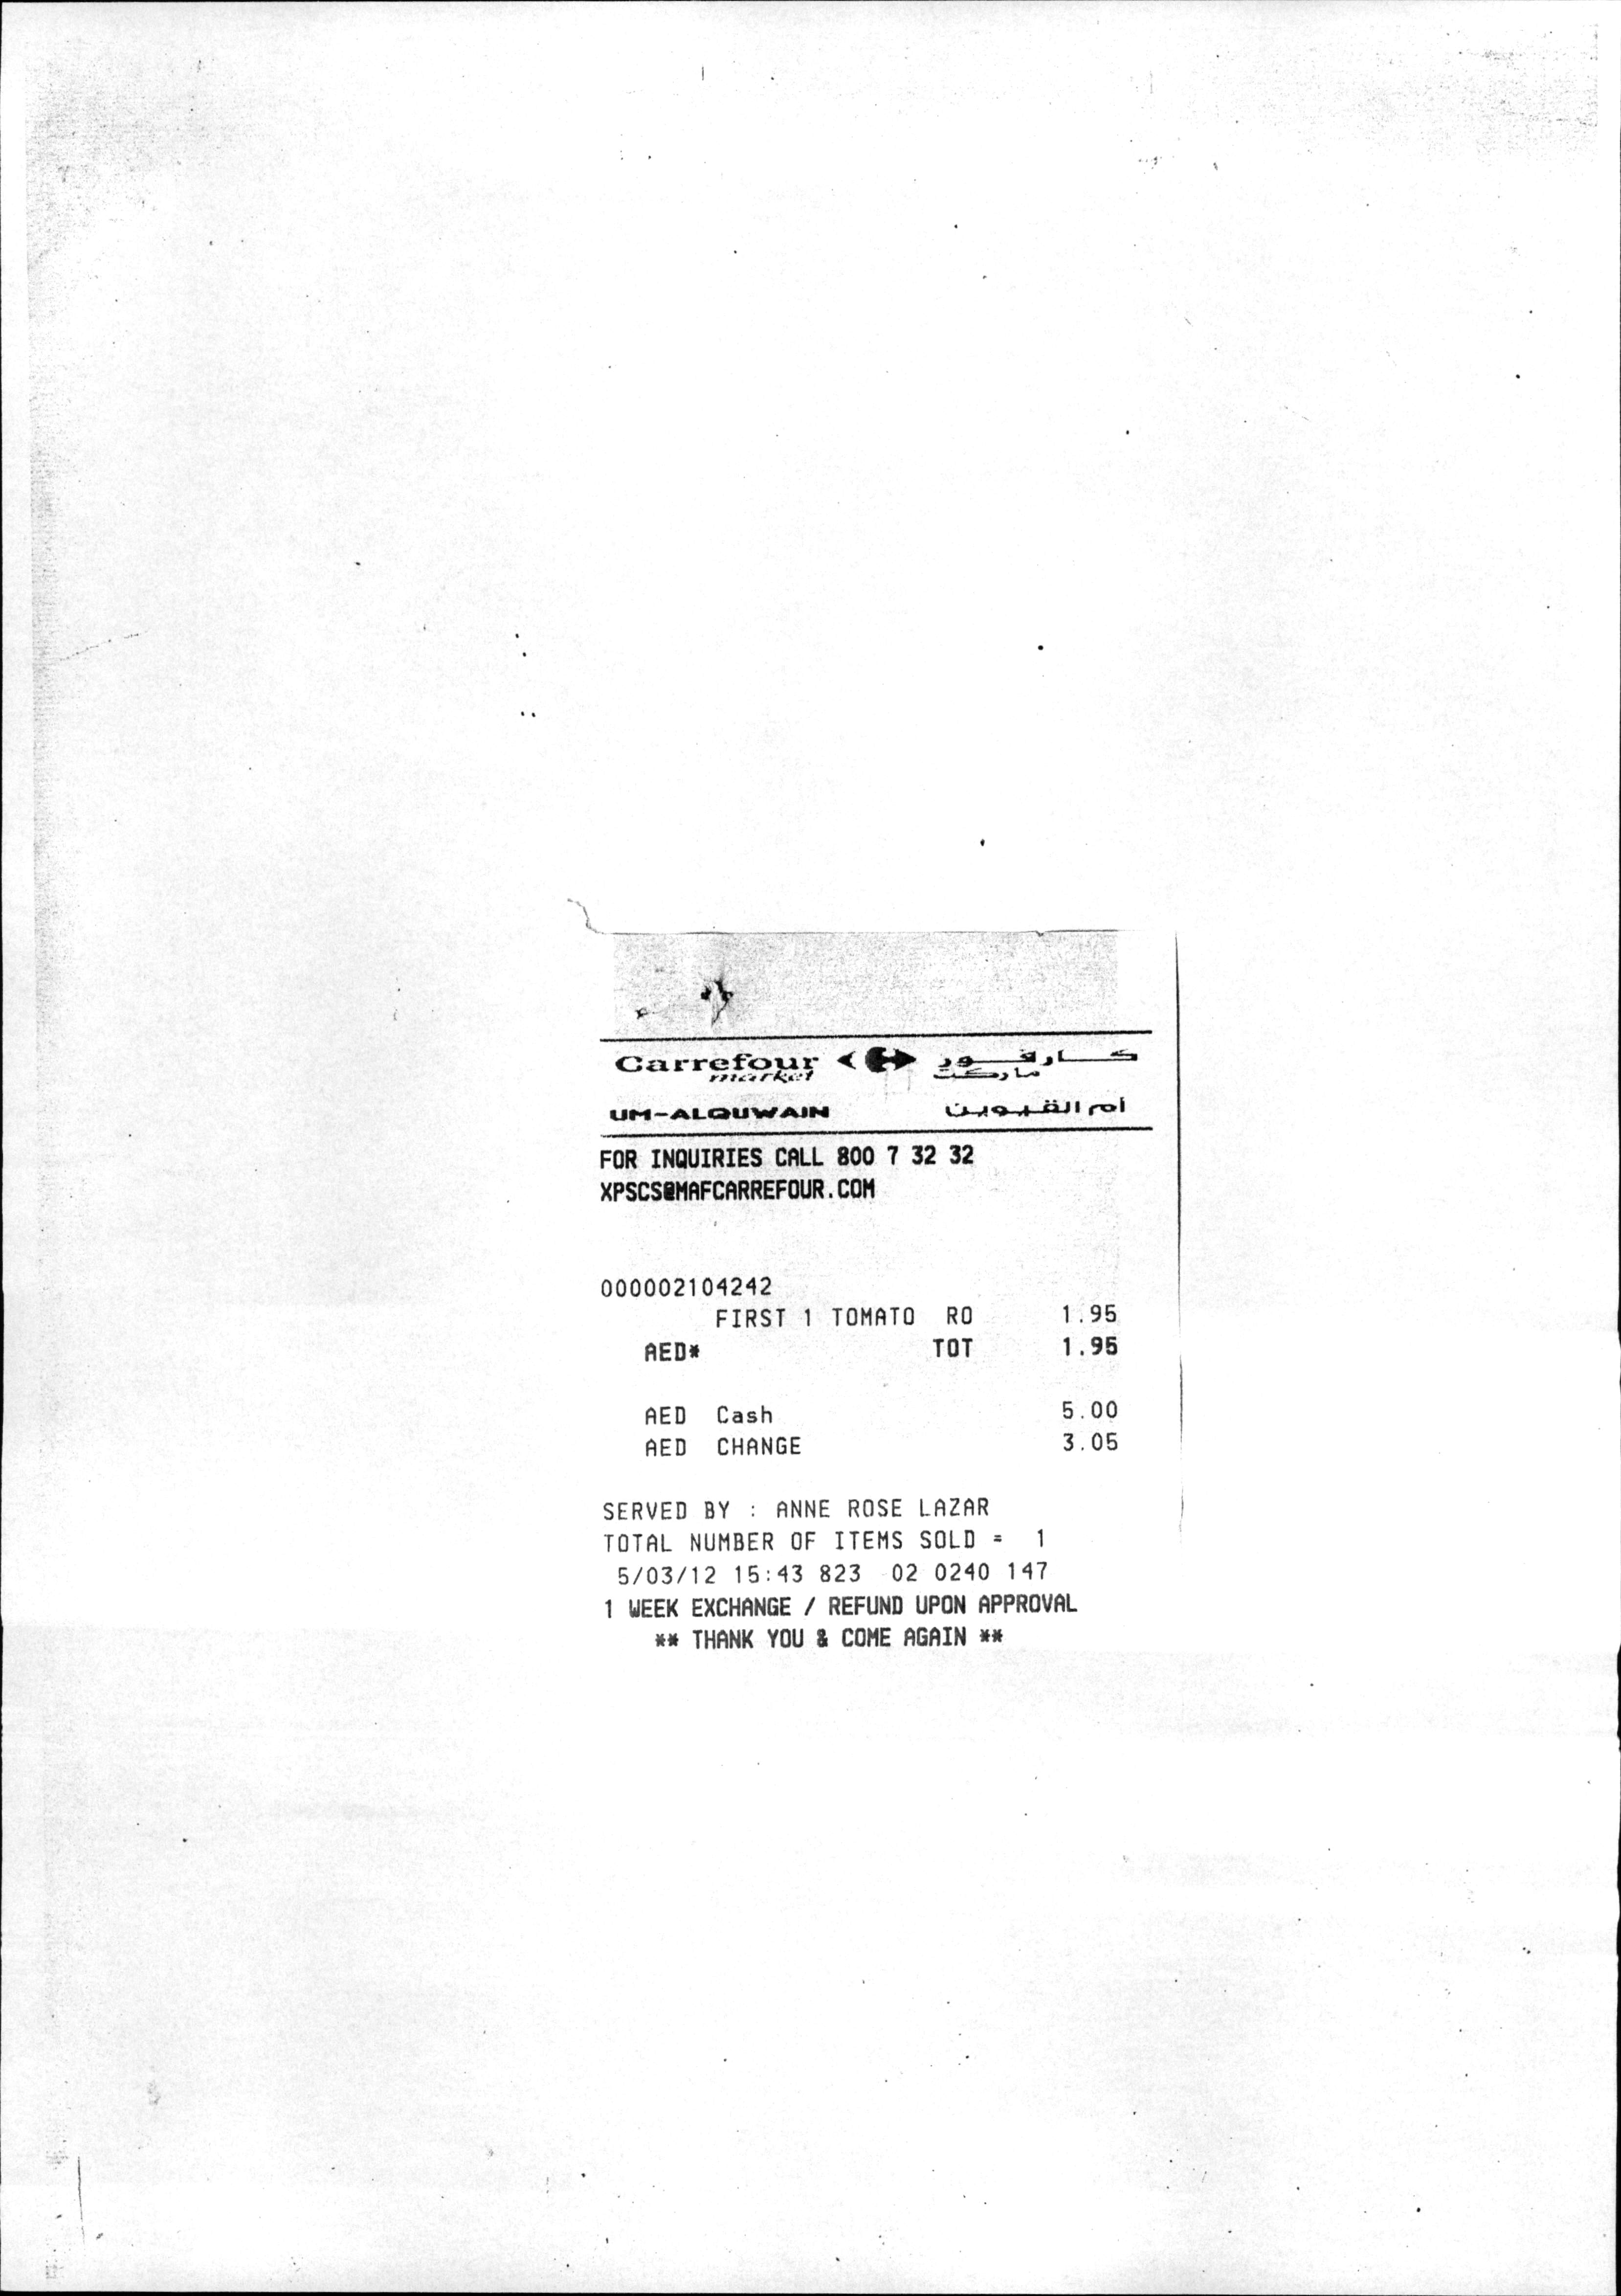 Carrefour كارفور
market ماركت
UM-ALQUWAIN أم القيوين
FOR INQUIRIES CALL 800 7 32 32
XPSCS@MAFCARREFOUR.COM
000002104242
FIRST 1 TOMATO RO 1.95
AED* TOT 1.95
AED Cash 5.00
AED CHANGE 3.05
SERVED BY : ANNE ROSE LAZAR
TOTAL NUMBER OF ITEMS SOLD = 1
5/03/12 15:43 823 02 0240 147
1 WEEK EXCHANGE / REFUND UPON APPROVAL
** THANK YOU & COME AGAIN **